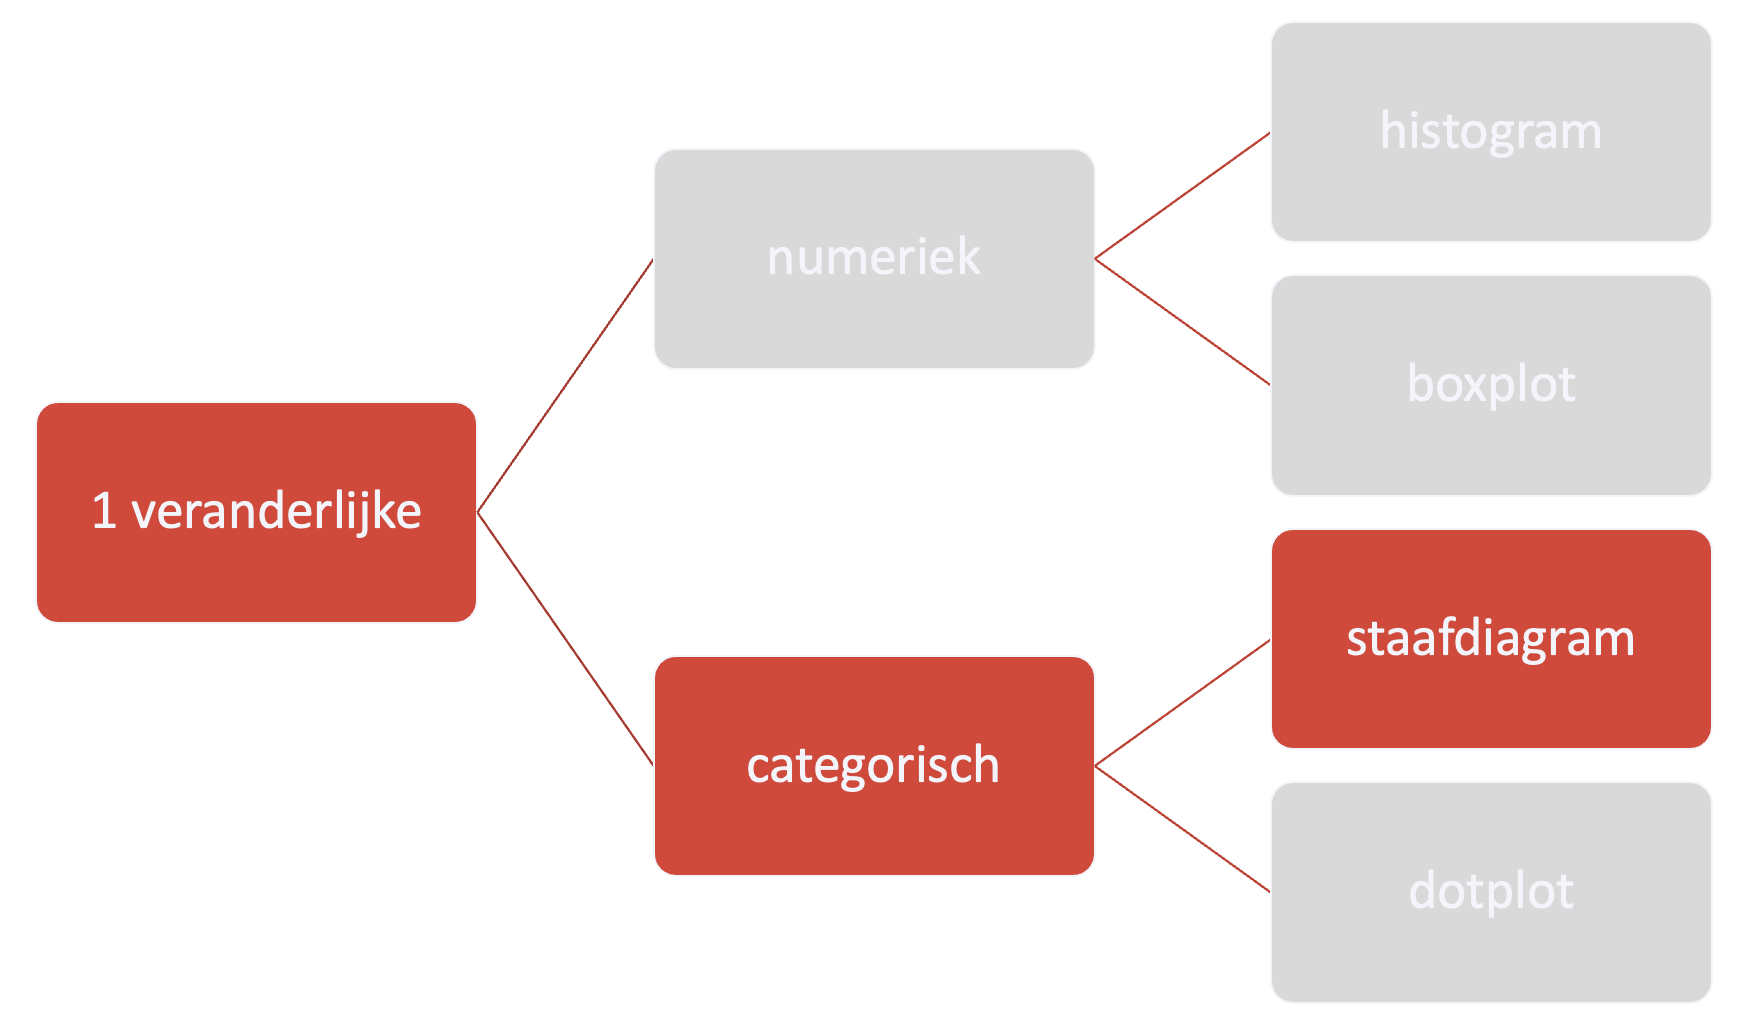 1 veranderlijke
numeriek
histogram
boxplot
categorisch
staafdiagram
dotplot